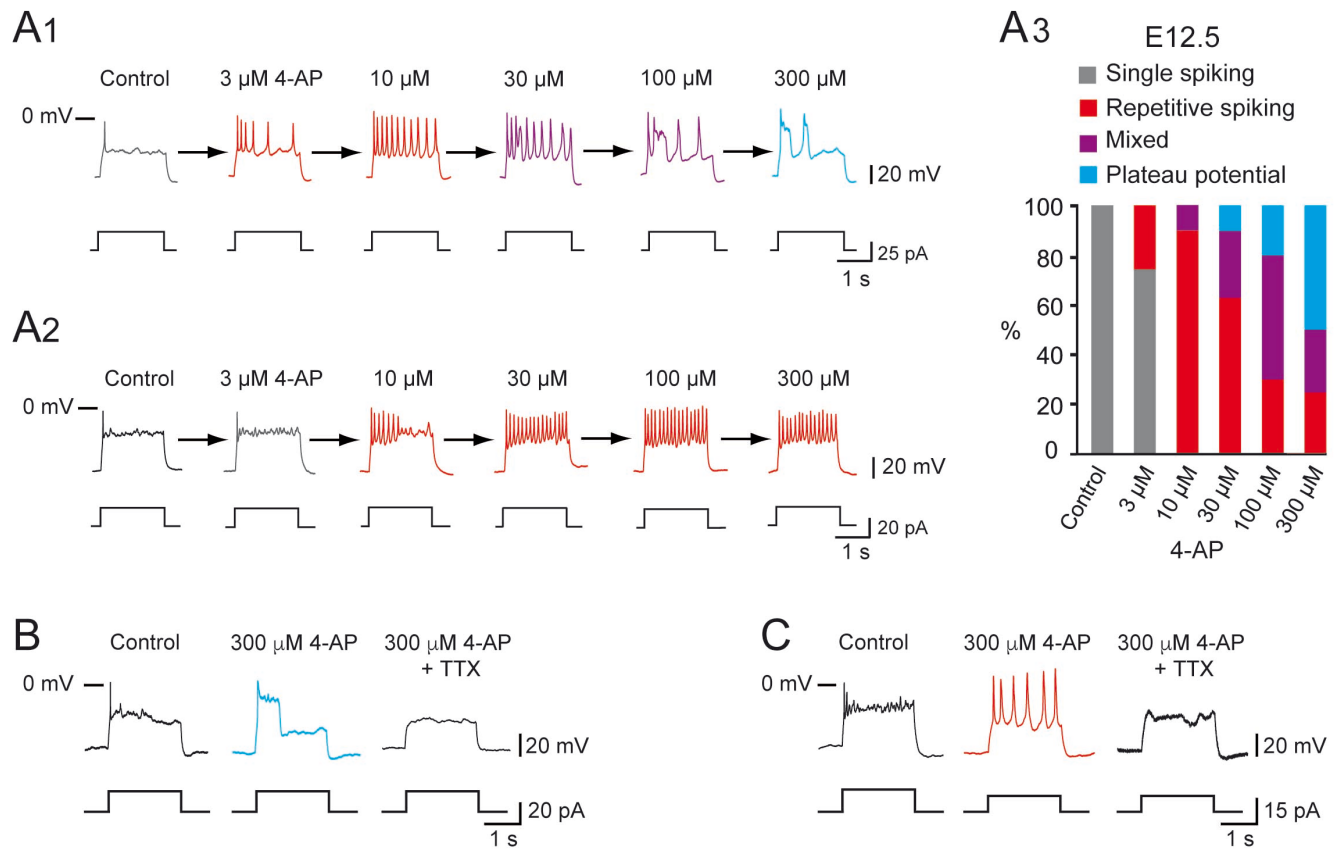 A1
Control
3 µM 4-AP
10 µM
30 µM
100 µM
300 µM
0 mV
20 mV
25 pA
1 s
A2
Control
3 µM 4-AP
10 µM
30 µM
100 µM
300 µM
0 mV
20 mV
20 pA
1 s
A3
E12.5
Single spiking
Repetitive spiking
Mixed
Plateau potential
100
80
60
40
20
0
%
Control
3 µM
10 µM
30 µM
100 µM
300 µM
4-AP
B
Control
300 µM 4-AP
300 µM 4-AP
+ TTX
0 mV
20 mV
20 pA
1 s
C
Control
300 µM 4-AP
300 µM 4-AP
+ TTX
0 mV
20 mV
15 pA
1 s